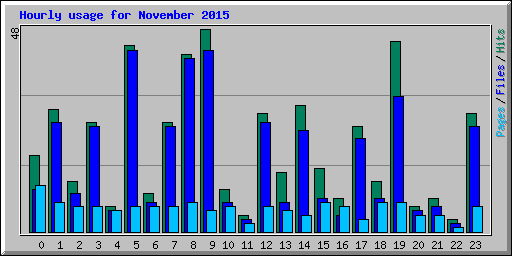 Hourly usage for November 2015
48
Pages / Files / Hits
0 1 2 3 4 5 6 7 8 9 10 11 12 13 14 15 16 17 18 19 20 21 22 23